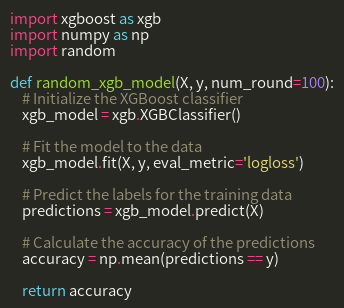 import xgboost as xgb
import numpy as np
import random
def random_xgb_model(X, y, num_round=100):
# Initialize the XGBoost classifier
xgb_model = xgb.XGBClassifier()
# Fit the model to the data
xgb_model.fit(X, y, eval_metric='logloss')
# Predict the labels for the training data
predictions = xgb_model.predict(X)
# Calculate the accuracy of the predictions
accuracy = np.mean(predictions == y)
return accuracy